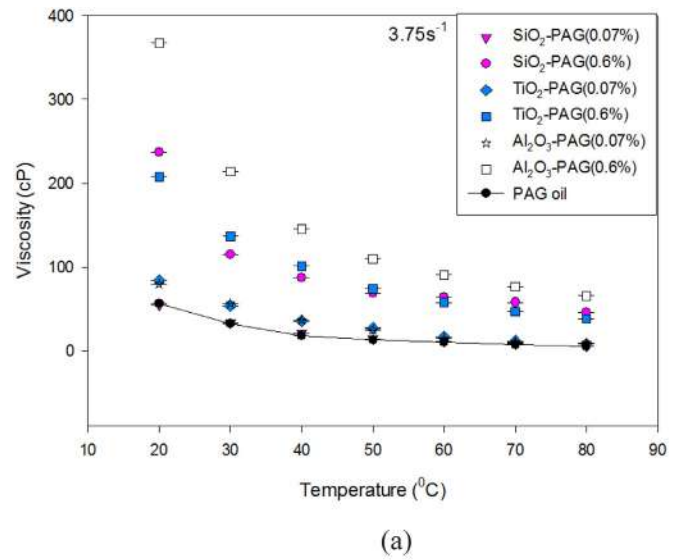 400
300
200
100
0
Viscosity (cP)
3.75s⁻¹
SiO₂-PAG(0.07%)
SiO₂-PAG(0.6%)
TiO₂-PAG(0.07%)
TiO₂-PAG(0.6%)
Al₂O₃-PAG(0.07%)
Al₂O₃-PAG(0.6%)
PAG oil
10 20 30 40 50 60 70 80 90
Temperature (⁰C)
(a)